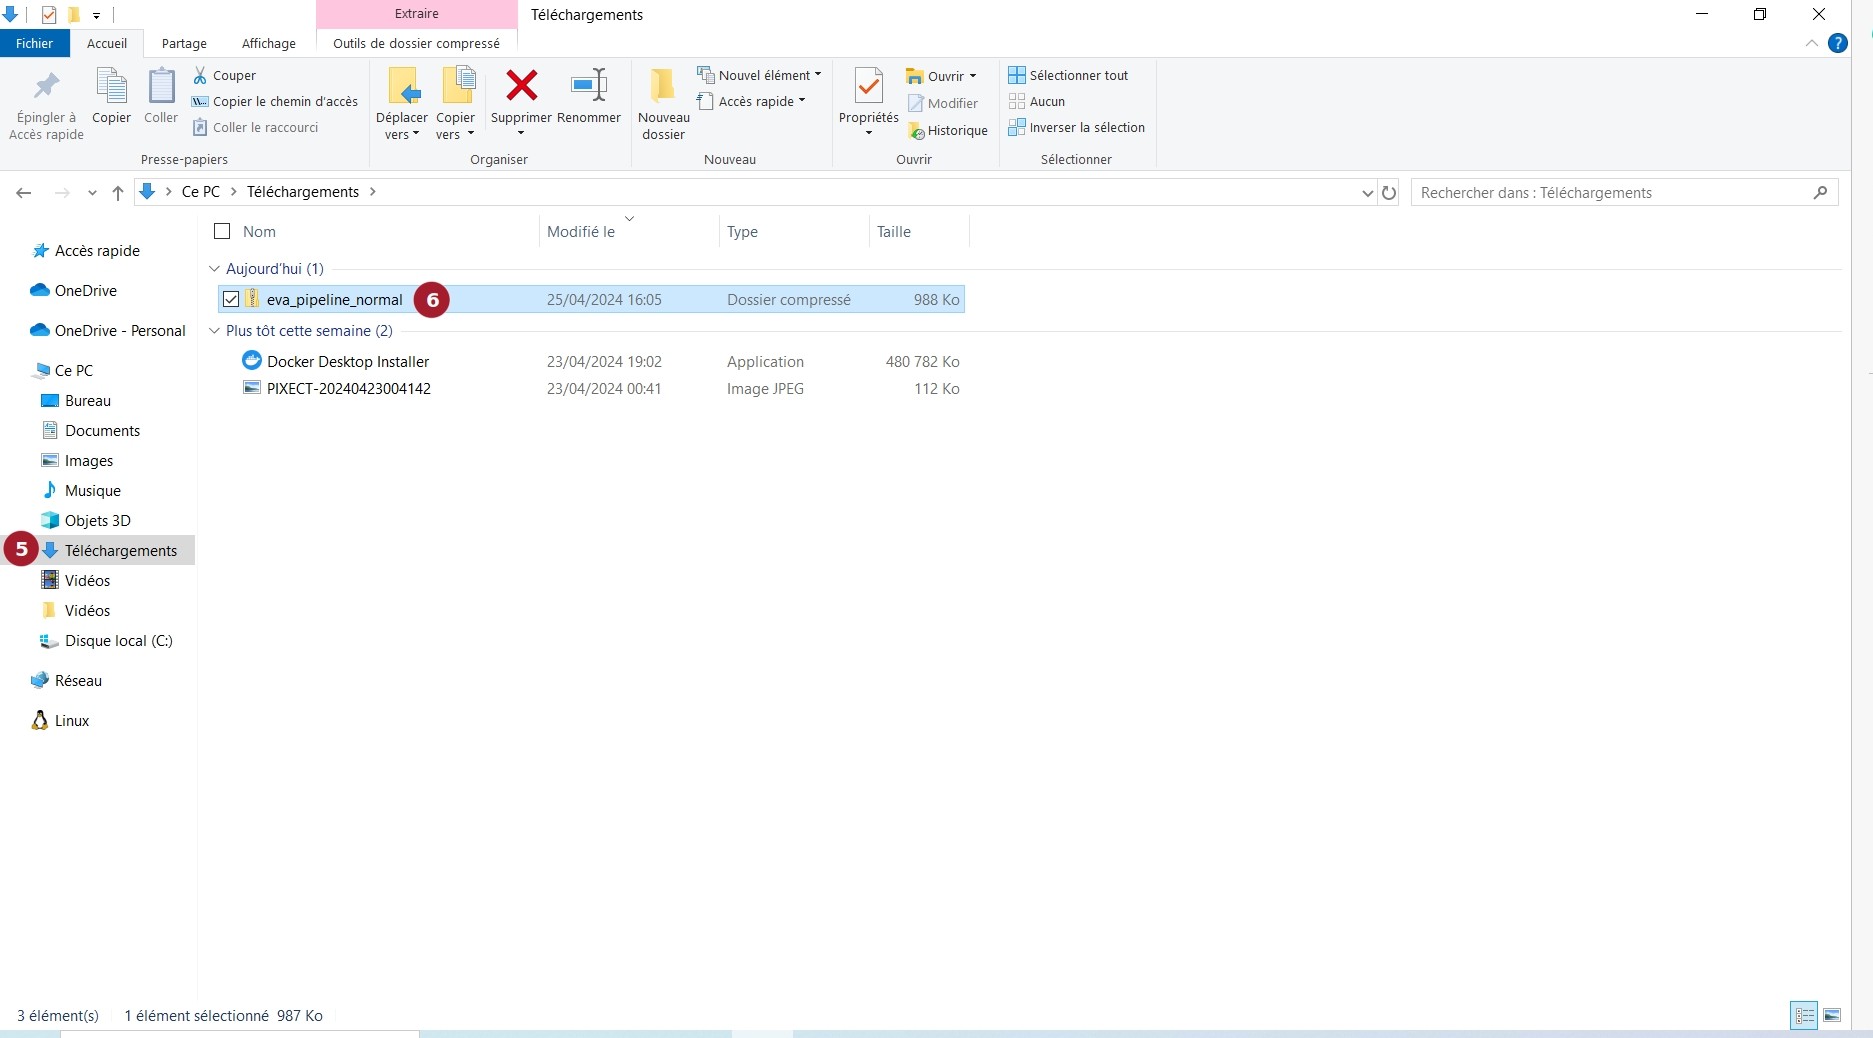 Extraire
Téléchargements
Fichier
Accueil
Partage
Affichage
Outils de dossier compressé
?
Épingler à
Accès rapide
Copier
Coller
Couper
W...
Copier le chemin d'accès
Coller le raccourci
Presse-papiers
Déplacer
vers
Copier
vers
Supprimer
Renommer
Organiser
Nouveau
dossier
Nouvel élément
Accès rapide
Nouveau
Propriétés
Ouvrir
Modifier
Historique
Ouvrir
Sélectionner tout
Aucun
Inverser la sélection
Sélectionner
Ce PC
Téléchargements
Rechercher dans : Téléchargements
Accès rapide
OneDrive
OneDrive - Personal
Ce PC
Bureau
Documents
Images
Musique
Objets 3D
5
Téléchargements
Vidéos
Vidéos
Disque local (C:)
Réseau
Linux
Nom
Modifié le
Type
Taille
Aujourd'hui (1)
eva_pipeline_normal
6
25/04/2024 16:05
Dossier compressé
988 Ko
Plus tôt cette semaine (2)
Docker Desktop Installer
23/04/2024 19:02
Application
480 782 Ko
PIXECT-20240423004142
23/04/2024 00:41
Image JPEG
112 Ko
3 élément(s)
1 élément sélectionné 987 Ko